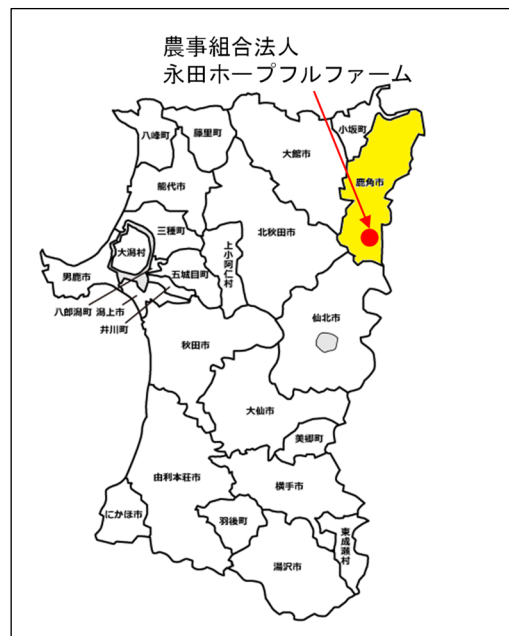 農事組合法人
永田ホープフルファーム
八峰町
藤里町
小坂町
大館市
鹿角市
能代市
三種町
北秋田市
上小阿仁村
大潟村
男鹿市
五城目町
八郎潟町
潟上市
井川町
仙北市
秋田市
大仙市
美郷町
由利本荘市
横手市
にかほ市
羽後町
東成瀬村
湯沢市